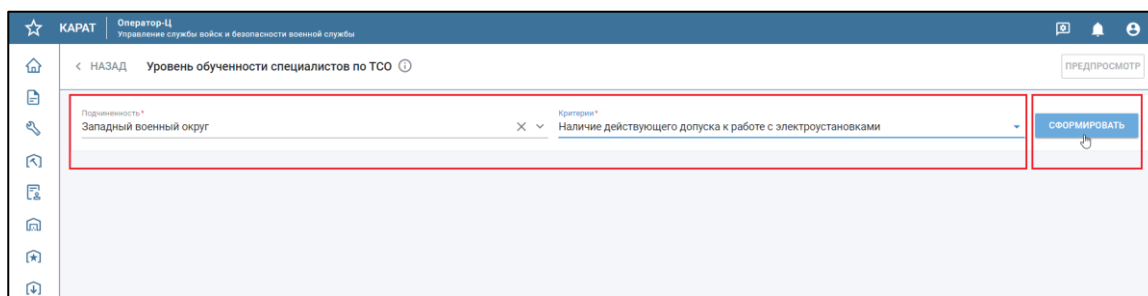 КАРАТ
Оператор-Ц
Управление службы войск и безопасности военной службы
НАЗАД Уровень обученности специалистов по ТСО
ПРЕДПРОСМОТР
Подчиненность*
Западный военный округ
Критерии*
Наличие действующего допуска к работе с электроустановками
СФОРМИРОВАТЬ